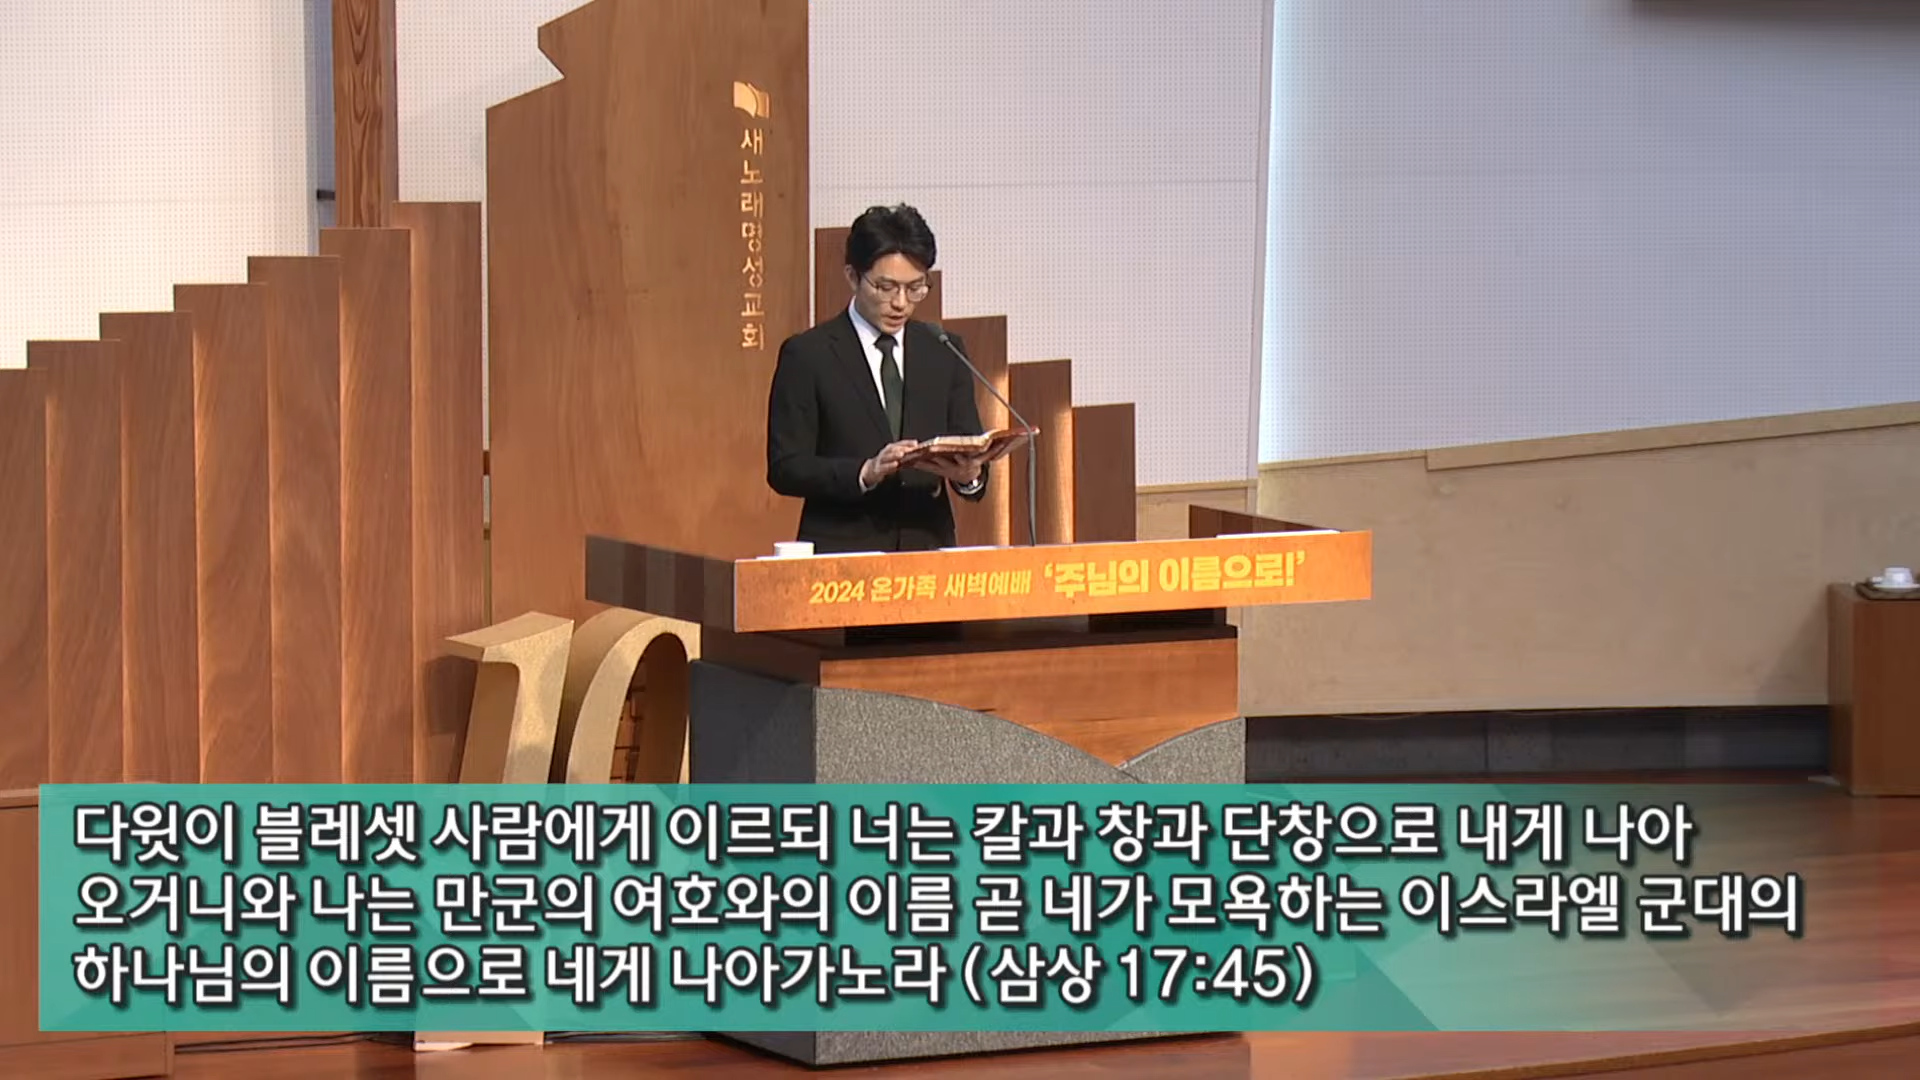 새노래명성교회
2024 온가족 새벽예배 '주님의 이름으로!'
10
다윗이 블레셋 사람에게 이르되 너는 칼과 창과 단창으로 내게 나아
오거니와 나는 만군의 여호와의 이름 곧 네가 모욕하는 이스라엘 군대의
하나님의 이름으로 네게 나아가노라 (삼상 17:45)